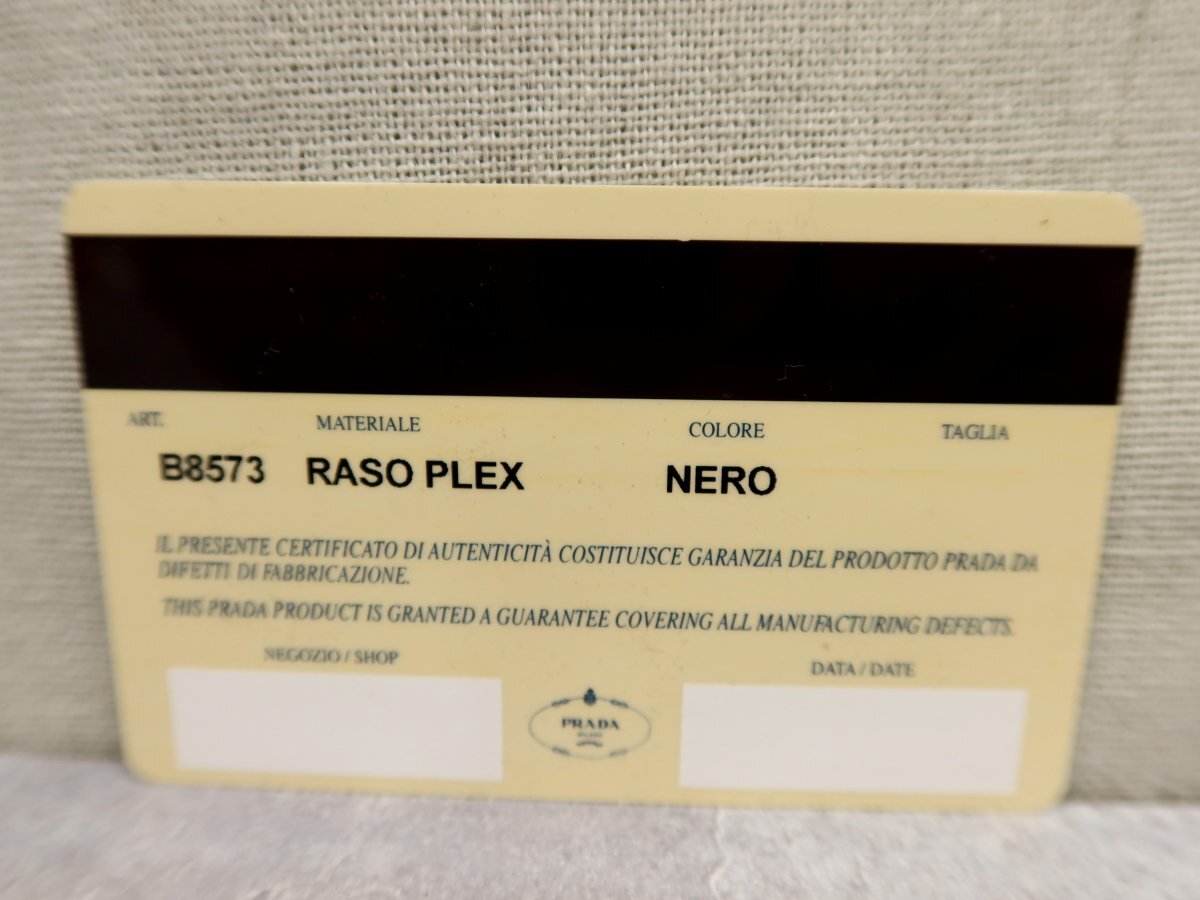 ART. MATERIALE COLORE TAGLIA
B8573 RASO PLEX NERO
IL PRESENTE CERTIFICATO DI AUTENTICITÀ COSTITUISCE GARANZIA DEL PRODOTTO PRADA DA
DIFETTI DI FABBRICAZIONE.
THIS PRADA PRODUCT IS GRANTED A GUARANTEE COVERING ALL MANUFACTURING DEFECTS.
NEGOZIO / SHOP DATA / DATE
PRADA